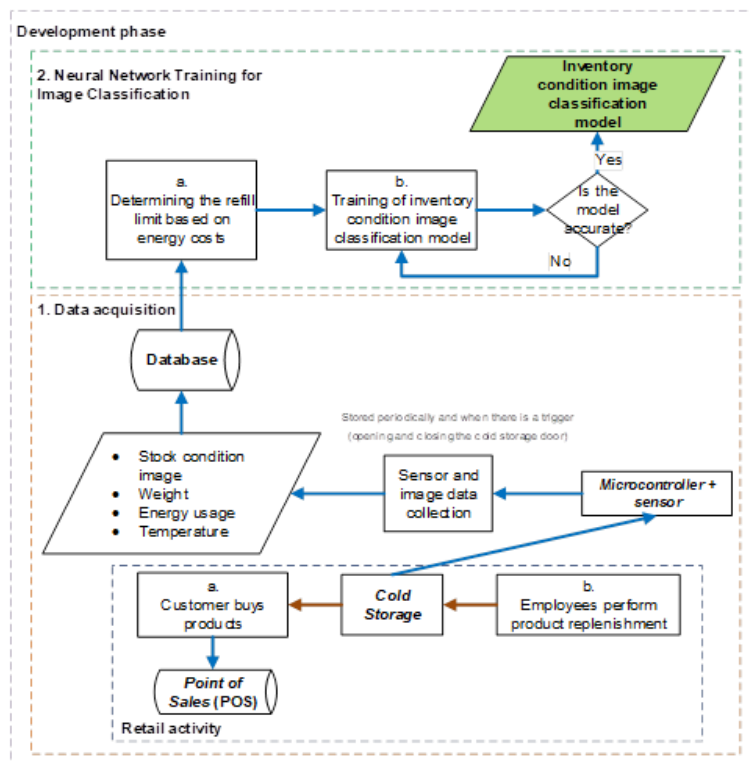 Development phase
2. Neural Network Training for
Image Classification
Inventory
condition image
classification
model
Yes
a.
Determining the refill
limit based on
energy costs
b.
Training of inventory
condition image
classification model
Is the
model
accurate?
No
1. Data acquisition
Database
Stored periodically and when there is a trigger
(opening and closing the cold storage door)
• Stock condition
image
• Weight
• Energy usage
• Temperature
Sensor and
image data
collection
Microcontroller +
sensor
a.
Customer buys
products
Cold
Storage
b.
Employees perform
product replenishment
Point of
Sales (POS)
Retail activity